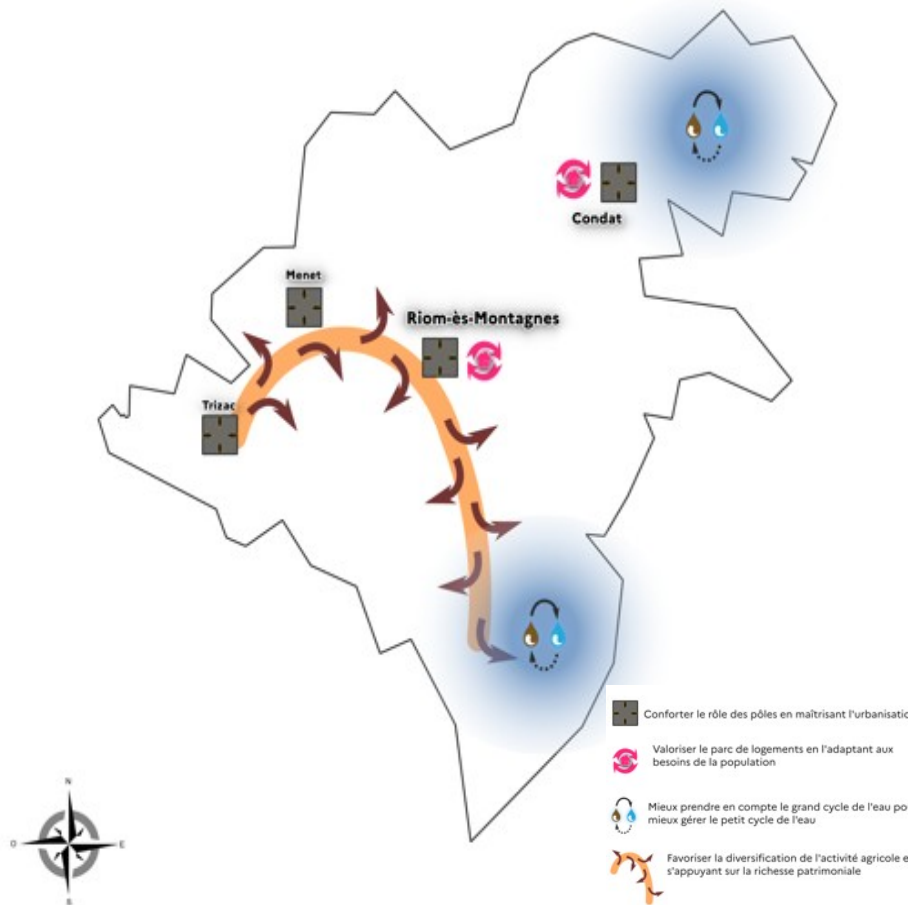 Condat
Menet
Riom-ès-Montagnes
Trizac
Conforter le rôle des pôles en maîtrisant l'urbanisatio
Valoriser le parc de logements en l'adaptant aux
besoins de la population
Mieux prendre en compte le grand cycle de l'eau po
mieux gérer le petit cycle de l'eau
Favoriser la diversification de l'activité agricole e
s'appuyant sur la richesse patrimoniale
N
O
E
S